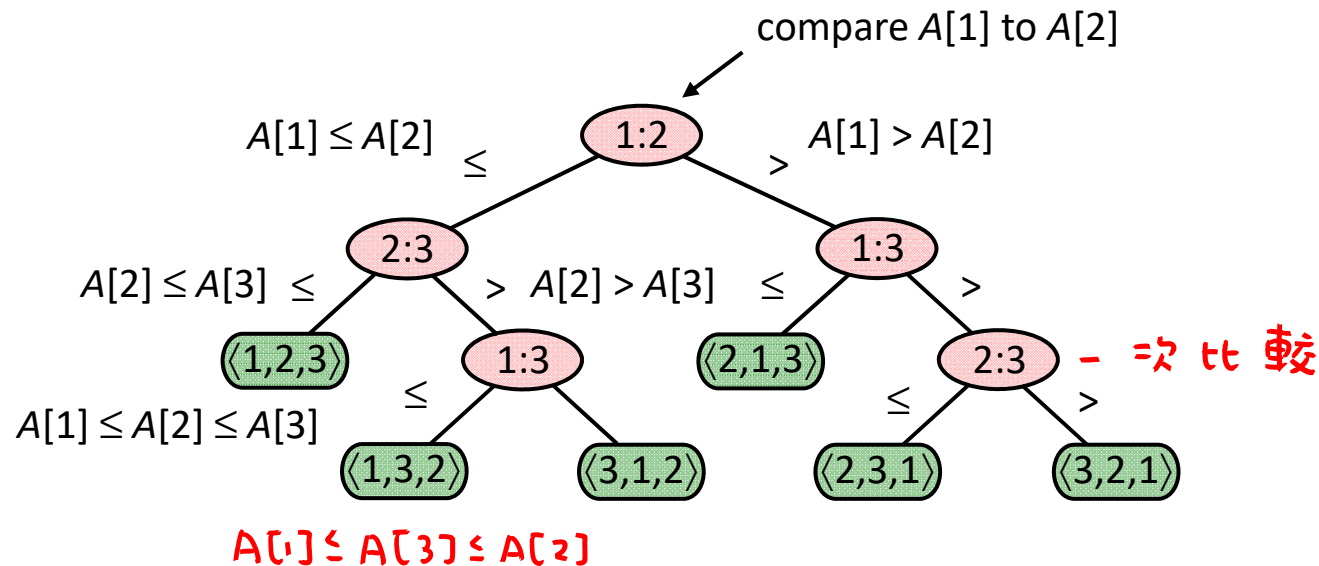 compare A[1] to A[2]
A[1] ≤ A[2] ≤ 1:2 > A[1] > A[2]
2:3 1:3
A[2] ≤ A[3] ≤ > A[2] > A[3] ≤ >
⟨1,2,3⟩ 1:3 ⟨2,1,3⟩ 2:3 一次比較
A[1] ≤ A[2] ≤ A[3] ≤ ≤ >
⟨1,3,2⟩ ⟨3,1,2⟩ ⟨2,3,1⟩ ⟨3,2,1⟩
A[1] ≤ A[3] ≤ A[2]